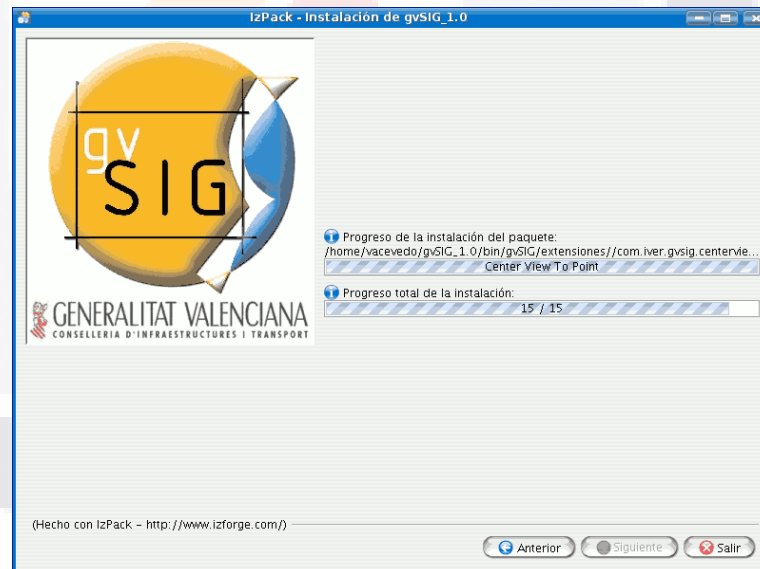 IzPack - Instalación de gvSIG_1.0
gv
SIG
GENERALITAT VALENCIANA
CONSELLERIA D'INFRAESTRUCTURES I TRANSPORT
Progreso de la instalación del paquete:
/home/vacevedo/gvSIG_1.0/bin/gvSIG/extensiones//com.iver.gvsig.centervie...
Center View To Point
Progreso total de la instalación:
15 / 15
(Hecho con IzPack - http://www.izforge.com/)
Anterior
Siguiente
Salir